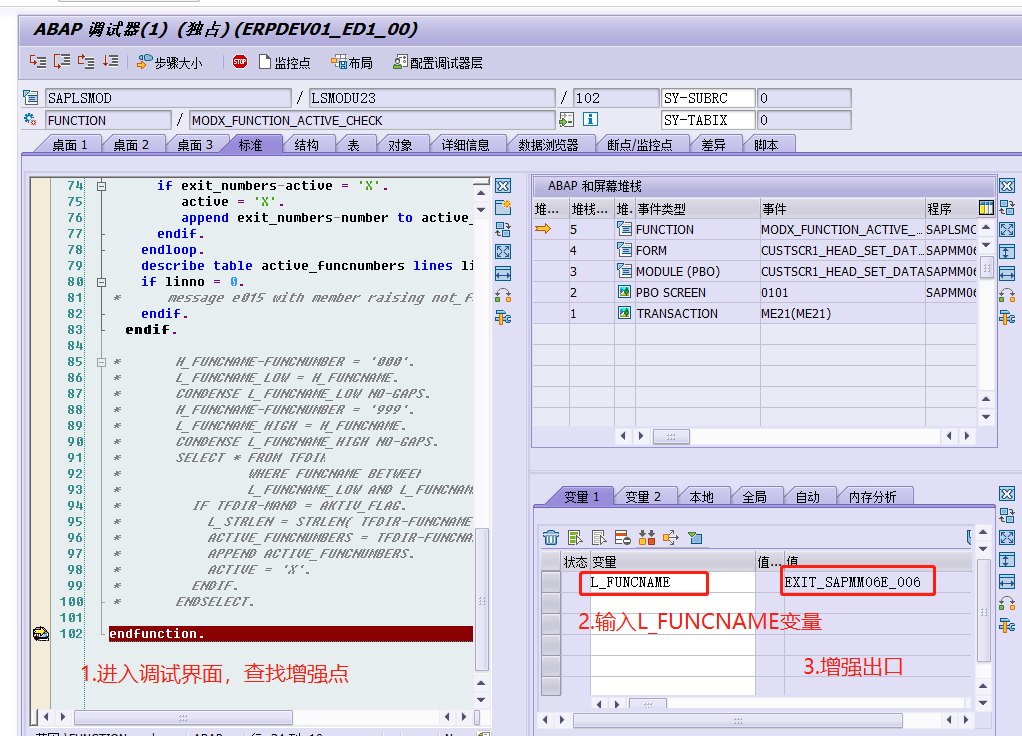 ABAP 调试器(1) (独占)(ERPDEV01_ED1_00)
步骤大小 STOP 监控点 布局 配置调试器层
SAPLSMOD / LSMODU23 / 102 SY-SUBRC 0
FUNCTION / MODX_FUNCTION_ACTIVE_CHECK SY-TABIX 0
桌面 1 桌面 2 桌面 3 标准 结构 表 对象 详细信息 数据浏览器 断点/监控点 差异 脚本
74 if exit_numbers-active = 'X'.
75 active = 'X'.
76 append exit_numbers-number to active_
77 endif.
78 endloop.
79 describe table active_funcnumbers lines li
80 if linno = 0.
81 * message e015 with member raising not_f
82 endif.
83 endif.
84
85 * H_FUNCNAME-FUNCNUMBER = '000'.
86 * L_FUNCNAME_LOW = H_FUNCNAME.
87 * CONDENSE L_FUNCNAME_LOW NO-GAPS.
88 * H_FUNCNAME-FUNCNUMBER = '999'.
89 * L_FUNCNAME_HIGH = H_FUNCNAME.
90 * CONDENSE L_FUNCNAME_HIGH NO-GAPS.
91 * SELECT * FROM TFDIR
92 * WHERE FUNCNAME BETWEEN
93 * L_FUNCNAME_LOW AND L_FUNCNAM
94 * IF TFDIR-MAND = AKTIV_FLAG.
95 * L_STRLEN = STRLEN( TFDIR-FUNCNAME
96 * ACTIVE_FUNCNUMBERS = TFDIR-FUNCNA
97 * APPEND ACTIVE_FUNCNUMBERS.
98 * ACTIVE = 'X'.
99 * ENDIF.
100 * ENDSELECT.
101
102 endfunction.
1.进入调试界面，查找增强点
ABAP 和屏幕堆栈
堆... 堆栈... 堆. 事件类型 事件 程序
5 FUNCTION MODX_FUNCTION_ACTIVE_... SAPLSMO
4 FORM CUSTSCR1_HEAD_SET_DAT... SAPMM06
3 MODULE (PBO) CUSTSCR1_HEAD_SET_DATA SAPMM06
2 PBO SCREEN 0101 SAPMM06
1 TRANSACTION ME21(ME21)
变量 1 变量 2 本地 全局 自动 内存分析
状态 变量 值... 值
L_FUNCNAME EXIT_SAPMM06E_006
2.输入L_FUNCNAME变量
3.增强出口